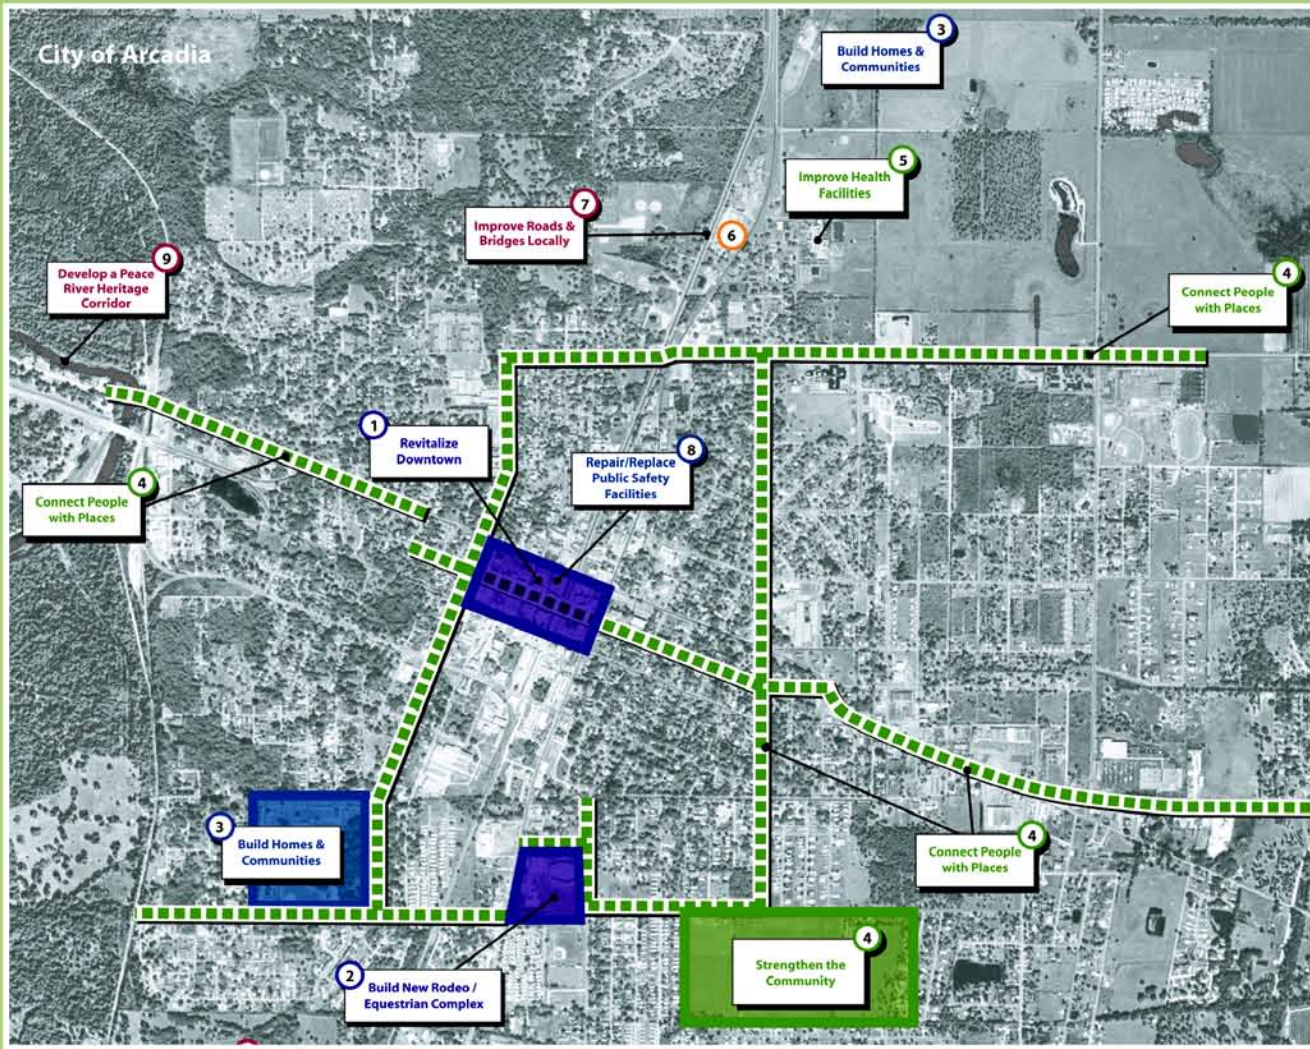 City of Arcadia
3
Build Homes &
Communities
5
Improve Health
Facilities
7
Improve Roads &
Bridges Locally
6
9
Develop a Peace
River Heritage
Corridor
4
Connect People
with Places
1
Revitalize
Downtown
8
Repair/Replace
Public Safety
Facilities
4
Connect People
with Places
3
Build Homes &
Communities
4
Connect People
with Places
4
Strengthen the
Community
2
Build New Rodeo /
Equestrian Complex